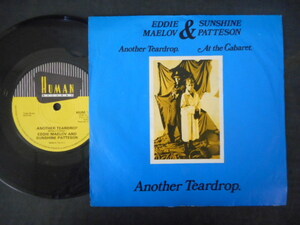 HUMAN
RECORDS
ANOTHER TEARDROP
EDDIE MAELOV AND
SUNSHINE PATTESON
EDDIE MAELOV & SUNSHINE PATTESON
Another Teardrop. At the Cabaret.
Another Teardrop.